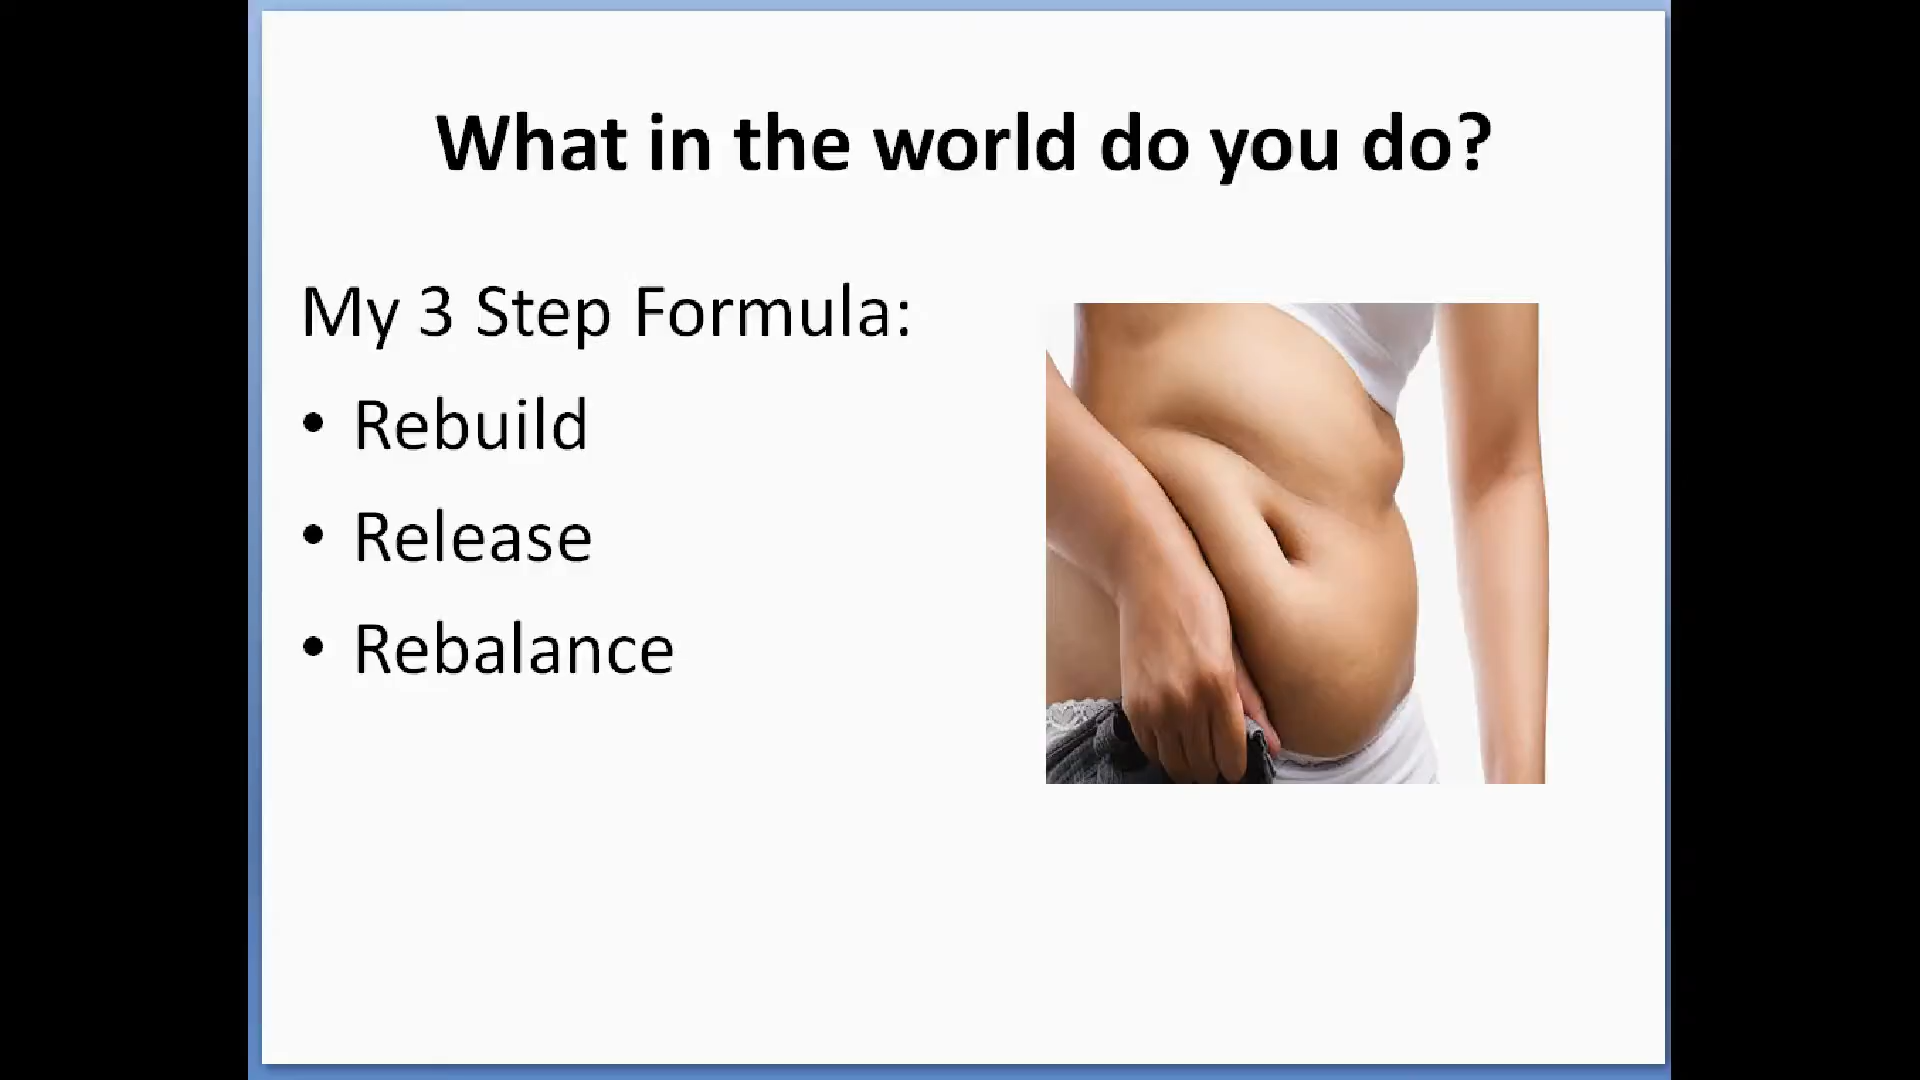 What in the world do you do?
My 3 Step Formula:
• Rebuild
• Release
• Rebalance